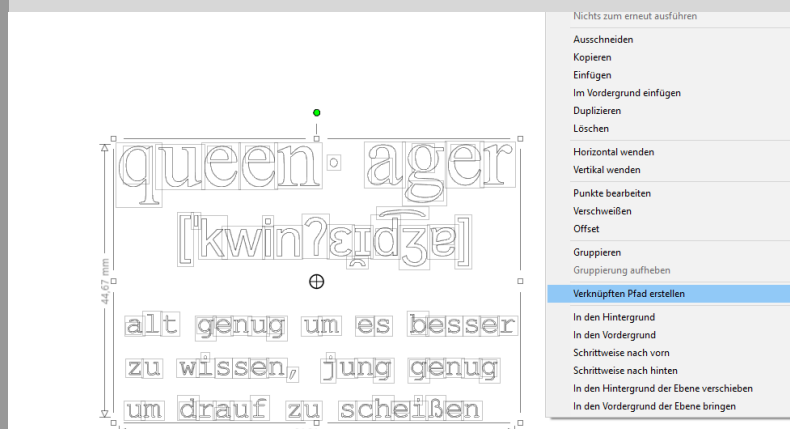 queen · ager
['kwin?ɛɪ̯d͡ʒɐ]
alt genug um es besser
zu wissen, jung genug
um drauf zu scheißen
44,67 mm
Nichts zum erneut ausführen
Ausschneiden
Kopieren
Einfügen
Im Vordergrund einfügen
Duplizieren
Löschen
Horizontal wenden
Vertikal wenden
Punkte bearbeiten
Verschweißen
Offset
Gruppieren
Gruppierung aufheben
Verknüpften Pfad erstellen
In den Hintergrund
In den Vordergrund
Schrittweise nach vorn
Schrittweise nach hinten
In den Hintergrund der Ebene verschieben
In den Vordergrund der Ebene bringen